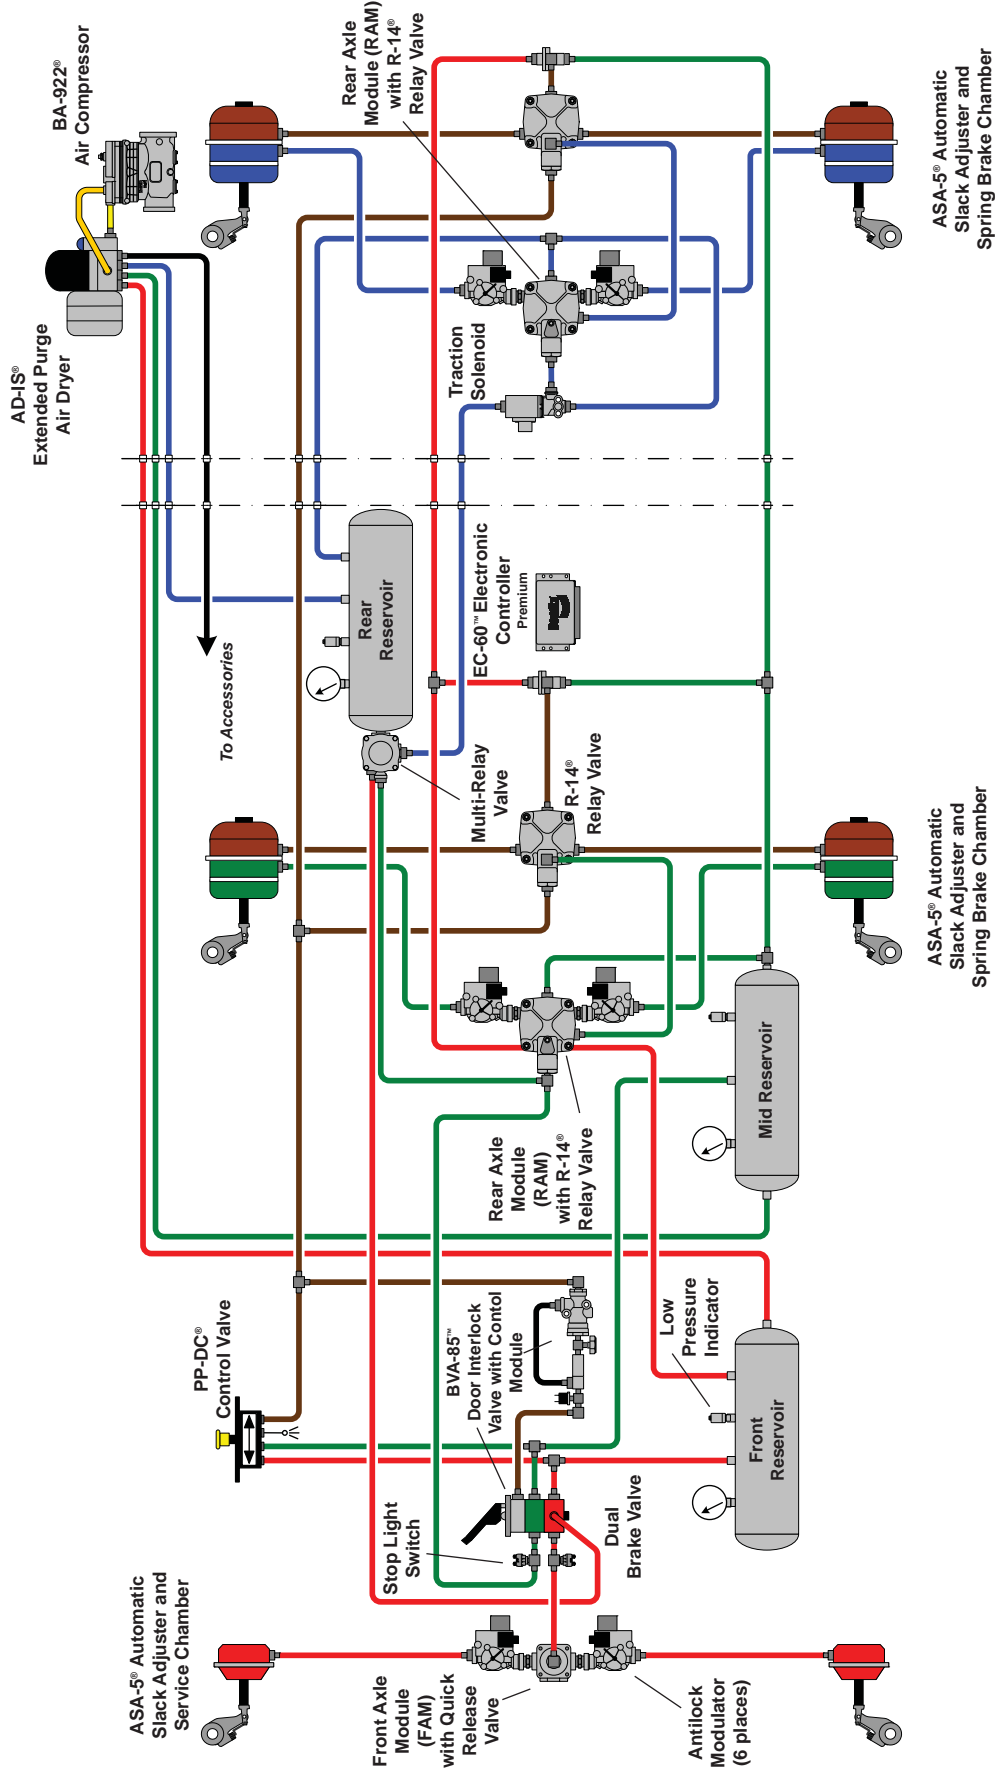 ASA-5® Automatic
Slack Adjuster and
Service Chamber
PP-DC®
Control Valve
AD-IS®
Extended Purge
Air Dryer
BA-922®
Air Compressor
To Accessories
Stop Light
Switch
BVA-85™
Door Interlock
Valve with Contol
Module
Front Axle
Module
(FAM)
with Quick
Release
Valve
Rear
Reservoir
Multi-Relay
Valve
EC-60™ Electronic
Controller
Premium
Bendix
Traction
Solenoid
Rear Axle
Module (RAM)
with R-14®
Relay Valve
Rear Axle
Module
(RAM)
with R-14®
Relay Valve
R-14®
Relay Valve
Dual
Brake Valve
Low
Pressure
Indicator
Antilock
Modulator
(6 places)
Front
Reservoir
Mid Reservoir
ASA-5® Automatic
Slack Adjuster and
Spring Brake Chamber
ASA-5® Automatic
Slack Adjuster and
Spring Brake Chamber